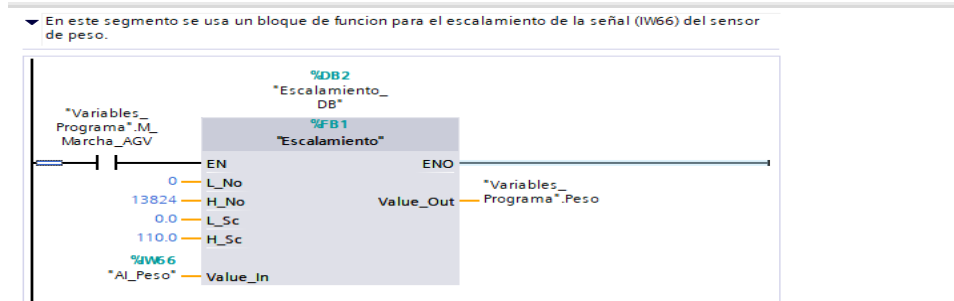 En este segmento se usa un bloque de funcion para el escalamiento de la señal (IW66) del sensor
de peso.
%DB2
"Escalamiento_
DB"
"Variables_
Programa".M_
Marcha_AGV
%FB1
"Escalamiento"
EN
ENO
0
L_No
13824
H_No
0.0
L_Sc
110.0
H_Sc
Value_Out
"Variables_
Programa".Peso
%IW66
"AI_Peso"
Value_In